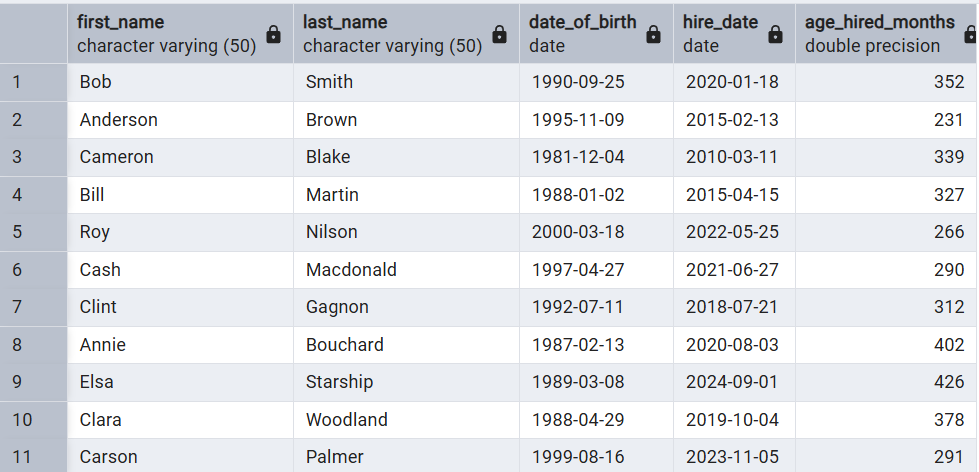 first_name last_name date_of_birth hire_date age_hired_months
character varying (50) character varying (50) date date double precision
1 Bob Smith 1990-09-25 2020-01-18 352
2 Anderson Brown 1995-11-09 2015-02-13 231
3 Cameron Blake 1981-12-04 2010-03-11 339
4 Bill Martin 1988-01-02 2015-04-15 327
5 Roy Nilson 2000-03-18 2022-05-25 266
6 Cash Macdonald 1997-04-27 2021-06-27 290
7 Clint Gagnon 1992-07-11 2018-07-21 312
8 Annie Bouchard 1987-02-13 2020-08-03 402
9 Elsa Starship 1989-03-08 2024-09-01 426
10 Clara Woodland 1988-04-29 2019-10-04 378
11 Carson Palmer 1999-08-16 2023-11-05 291